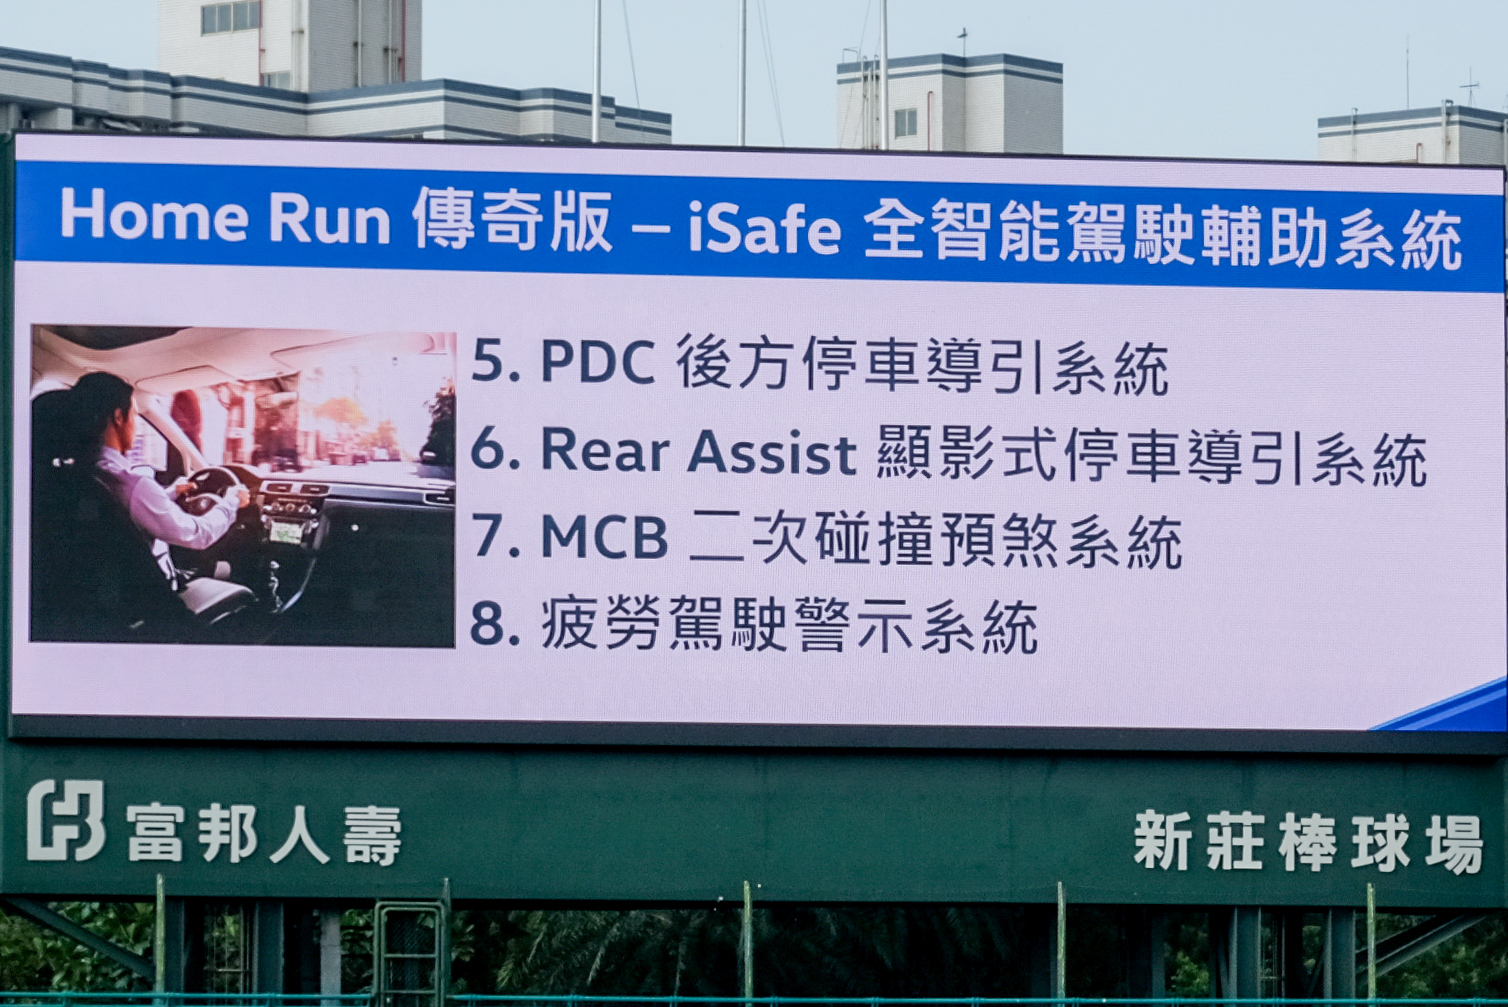 Home Run 傳奇版 – iSafe 全智能駕駛輔助系統
5. PDC 後方停車導引系統
6. Rear Assist 顯影式停車導引系統
7. MCB 二次碰撞預煞系統
8. 疲勞駕駛警示系統
富邦人壽
新莊棒球場